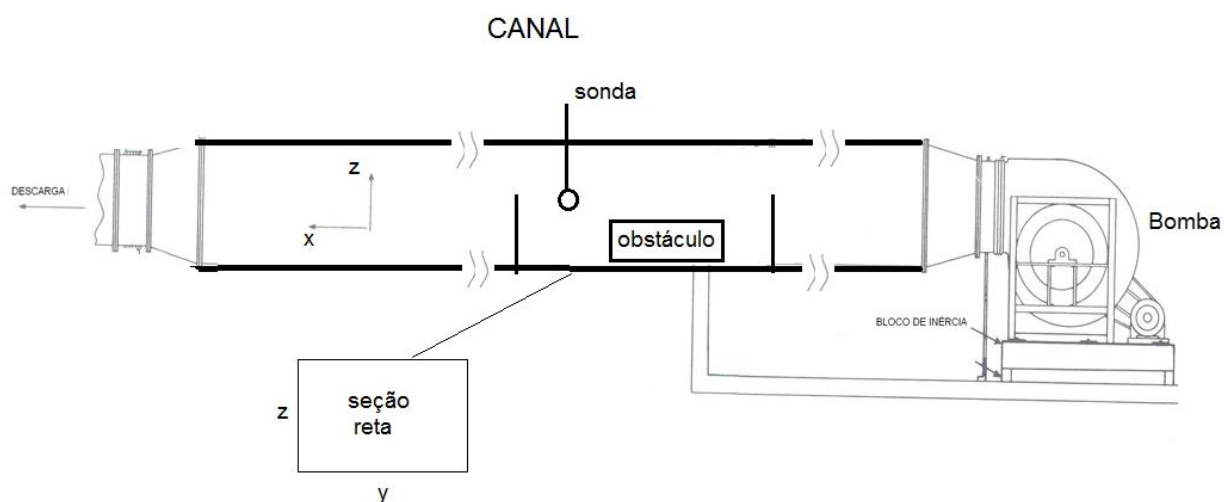 CANAL
sonda
z
DESCARGA
x
obstáculo
Bomba
BLOCO DE INÉRCIA
z
seção
reta
y